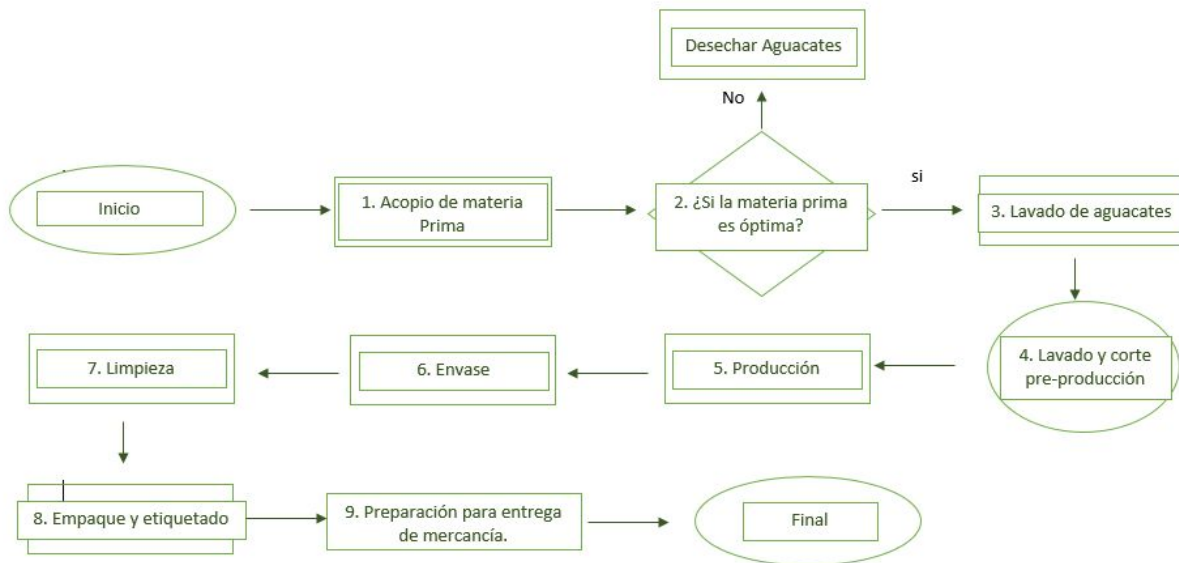 Desechar Aguacates
No
Inicio
1. Acopio de materia
Prima
2. ¿Si la materia prima
es óptima?
si
3. Lavado de aguacates
4. Lavado y corte
pre-producción
5. Producción
6. Envase
7. Limpieza
8. Empaque y etiquetado
9. Preparación para entrega
de mercancía.
Final